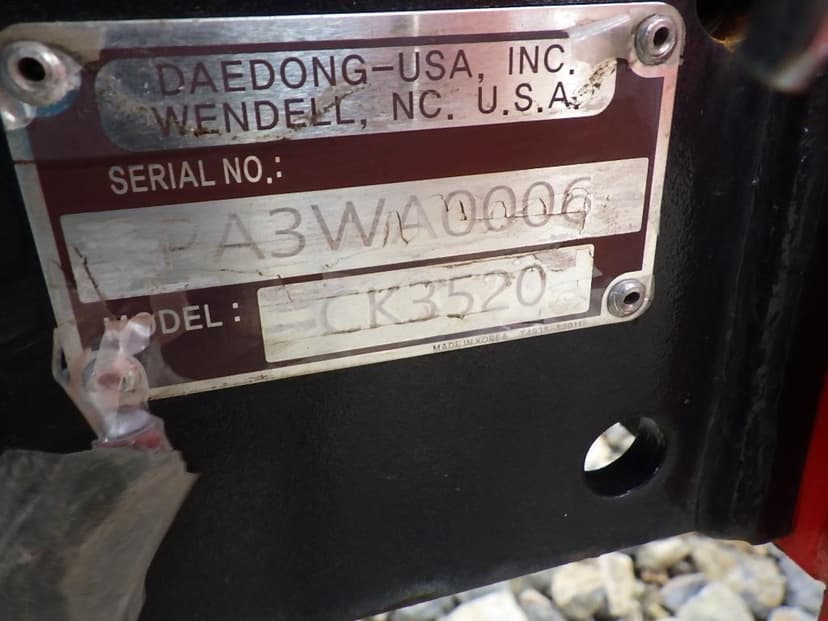 DAEDONG-USA, INC.
WENDELL, NC. U.S.A.
SERIAL NO.:
PA3WA0006
MODEL : CK3520
MADE IN KOREA